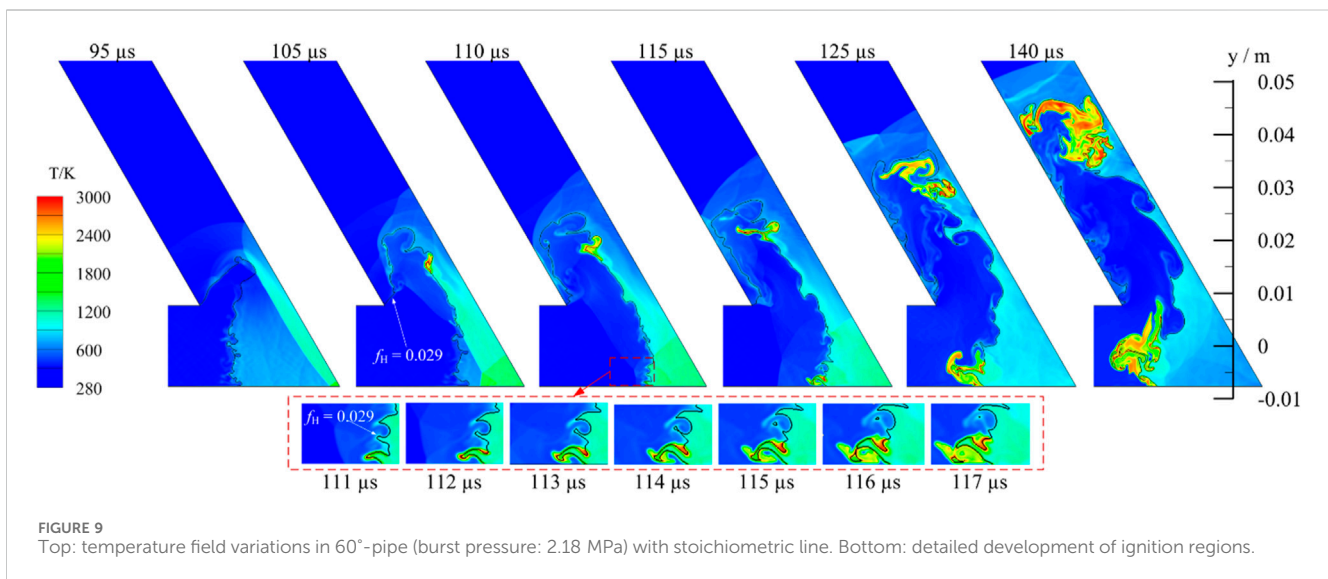 95 μs 105 μs 110 μs 115 μs 125 μs 140 μs y / m
0.05
0.04
T/K
3000
0.03
2400
0.02
1800
1200
0.01
600
f_H = 0.029
0
280
-0.01
f_H = 0.029
111 μs 112 μs 113 μs 114 μs 115 μs 116 μs 117 μs
FIGURE 9
Top: temperature field variations in 60°-pipe (burst pressure: 2.18 MPa) with stoichiometric line. Bottom: detailed development of ignition regions.